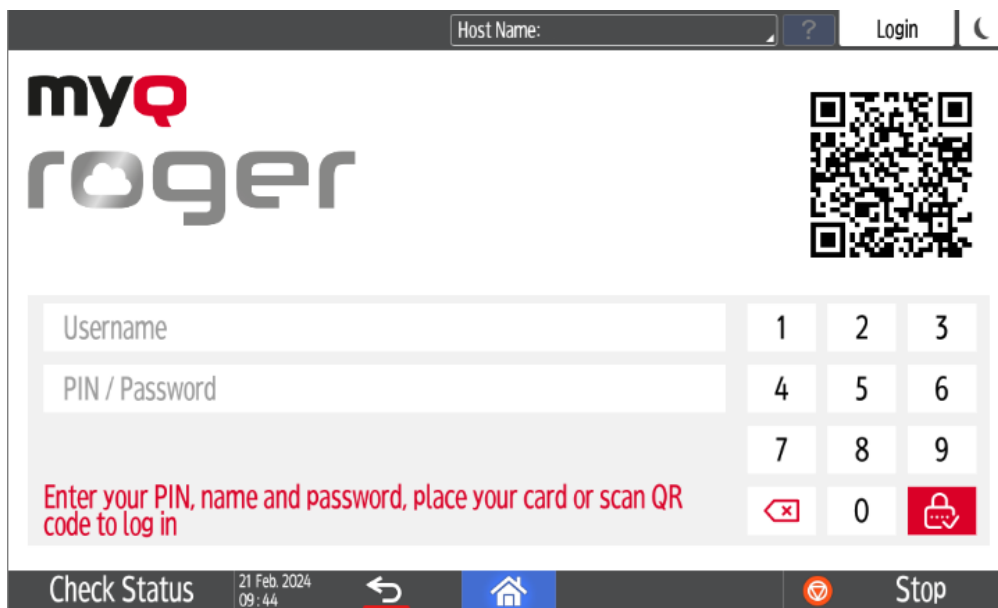 Host Name:
?
Login
myQ
roger
Username
1 2 3
PIN / Password
4 5 6
7 8 9
Enter your PIN, name and password, place your card or scan QR
code to log in
0
Check Status
21 Feb. 2024
09:44
Stop